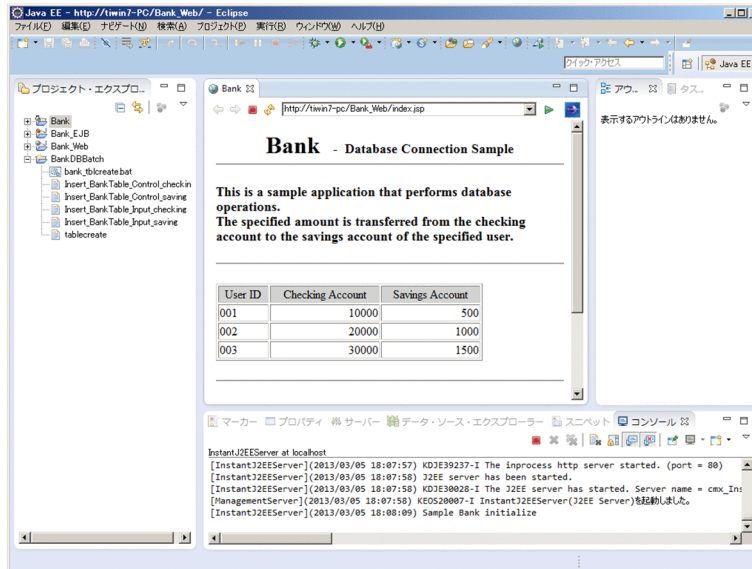 Java EE - http://tiwin7-PC/Bank_Web/ - Eclipse
ファイル(F) 編集(E) ナビゲート(N) 検索(A) プロジェクト(P) 実行(R) ウィンドウ(W) ヘルプ(H)
クイック・アクセス
Java EE
プロジェクト・エクスプロ...
Bank
Bank_EJB
Bank_Web
BankDBBatch
bank_tblcreate.bat
Insert_BankTable_Control_checkin
Insert_BankTable_Control_saving
Insert_BankTable_Input_checking
Insert_BankTable_Input_saving
tablecreate
Bank
http://tiwin7-pc/Bank_Web/index.jsp
Bank - Database Connection Sample
This is a sample application that performs database
operations.
The specified amount is transferred from the checking
account to the savings account of the specified user.
User ID Checking Account Savings Account
001 10000 500
002 20000 1000
003 30000 1500
アウ... タス...
表示するアウトラインはありません。
マーカー プロパティ サーバー データ・ソース・エクスプローラー スニペット コンソール
InstantJ2EEServer at localhost
[InstantJ2EEServer](2013/03/05 18:07:57) KDJE39237-I The inprocess http server started. (port = 80)
[InstantJ2EEServer](2013/03/05 18:07:58) J2EE server has been started.
[InstantJ2EEServer](2013/03/05 18:07:58) KDJE30028-I The J2EE server has started. Server name = cmx_Ins
[ManagementServer](2013/03/05 18:07:58) KEOS20007-I InstantJ2EEServer(J2EE Server)を起動しました。
[InstantJ2EEServer](2013/03/05 18:08:09) Sample Bank initialize